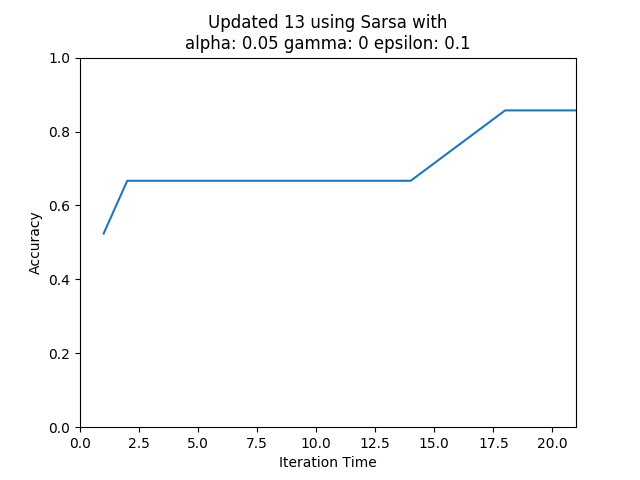 Updated 13 using Sarsa with
alpha: 0.05 gamma: 0 epsilon: 0.1
1.0
0.8
0.6
0.4
0.2
0.0
Accuracy
0.0 2.5 5.0 7.5 10.0 12.5 15.0 17.5 20.0
Iteration Time